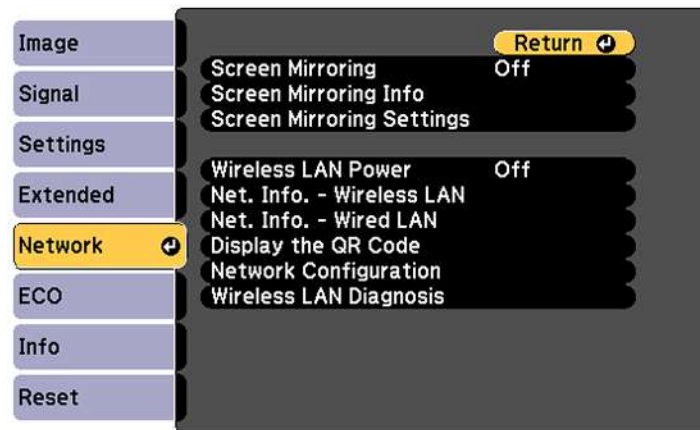 Image
Signal
Settings
Extended
Network
ECO
Info
Reset
Return
Screen Mirroring Off
Screen Mirroring Info
Screen Mirroring Settings
Wireless LAN Power Off
Net. Info. - Wireless LAN
Net. Info. - Wired LAN
Display the QR Code
Network Configuration
Wireless LAN Diagnosis